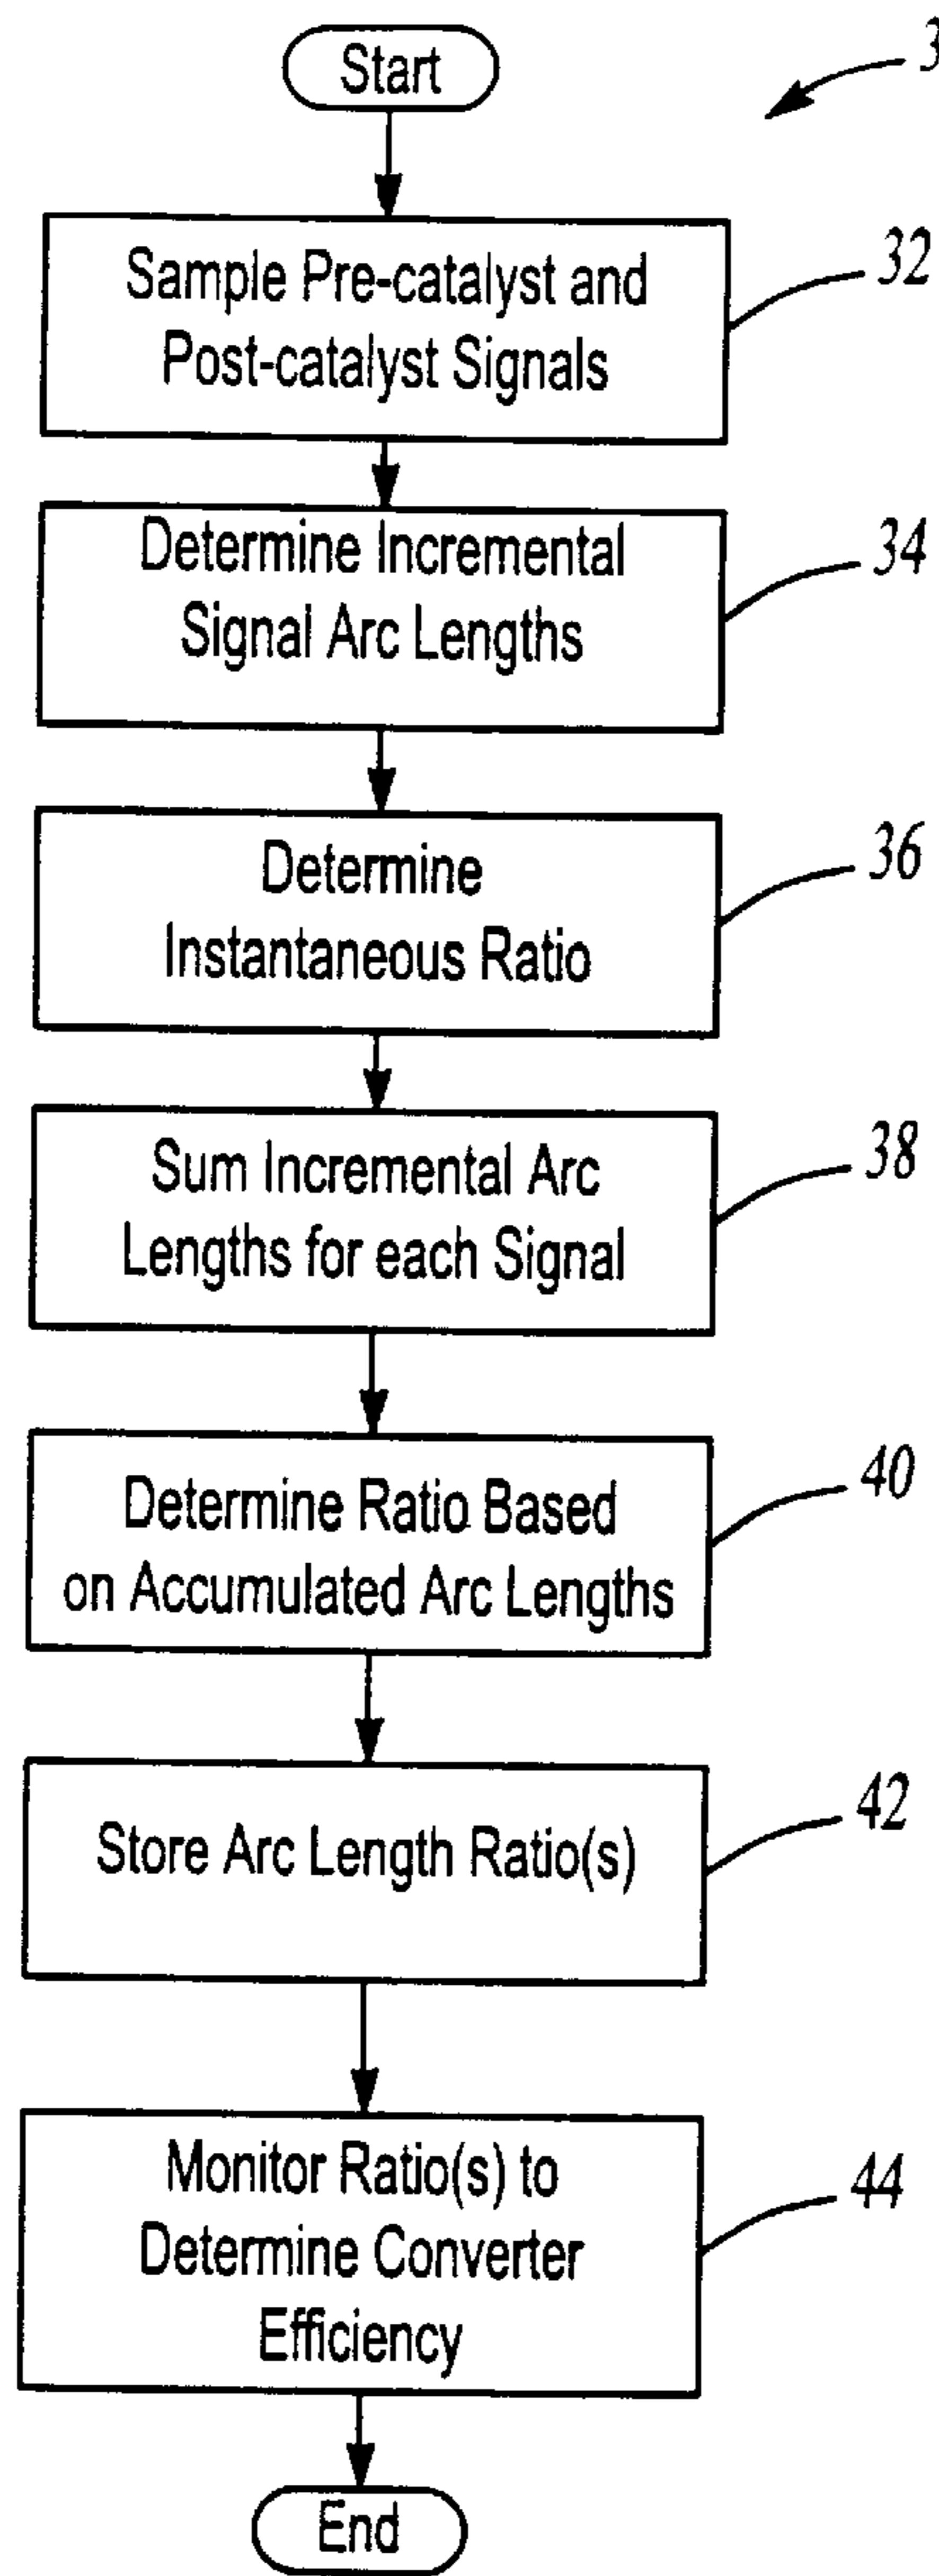 Start
3
Sample Pre-catalyst and
Post-catalyst Signals
32
Determine Incremental
Signal Arc Lengths
34
Determine
Instantaneous Ratio
36
Sum Incremental Arc
Lengths for each Signal
38
Determine Ratio Based
on Accumulated Arc Lengths
40
Store Arc Length Ratio(s)
42
Monitor Ratio(s) to
Determine Converter
Efficiency
44
End